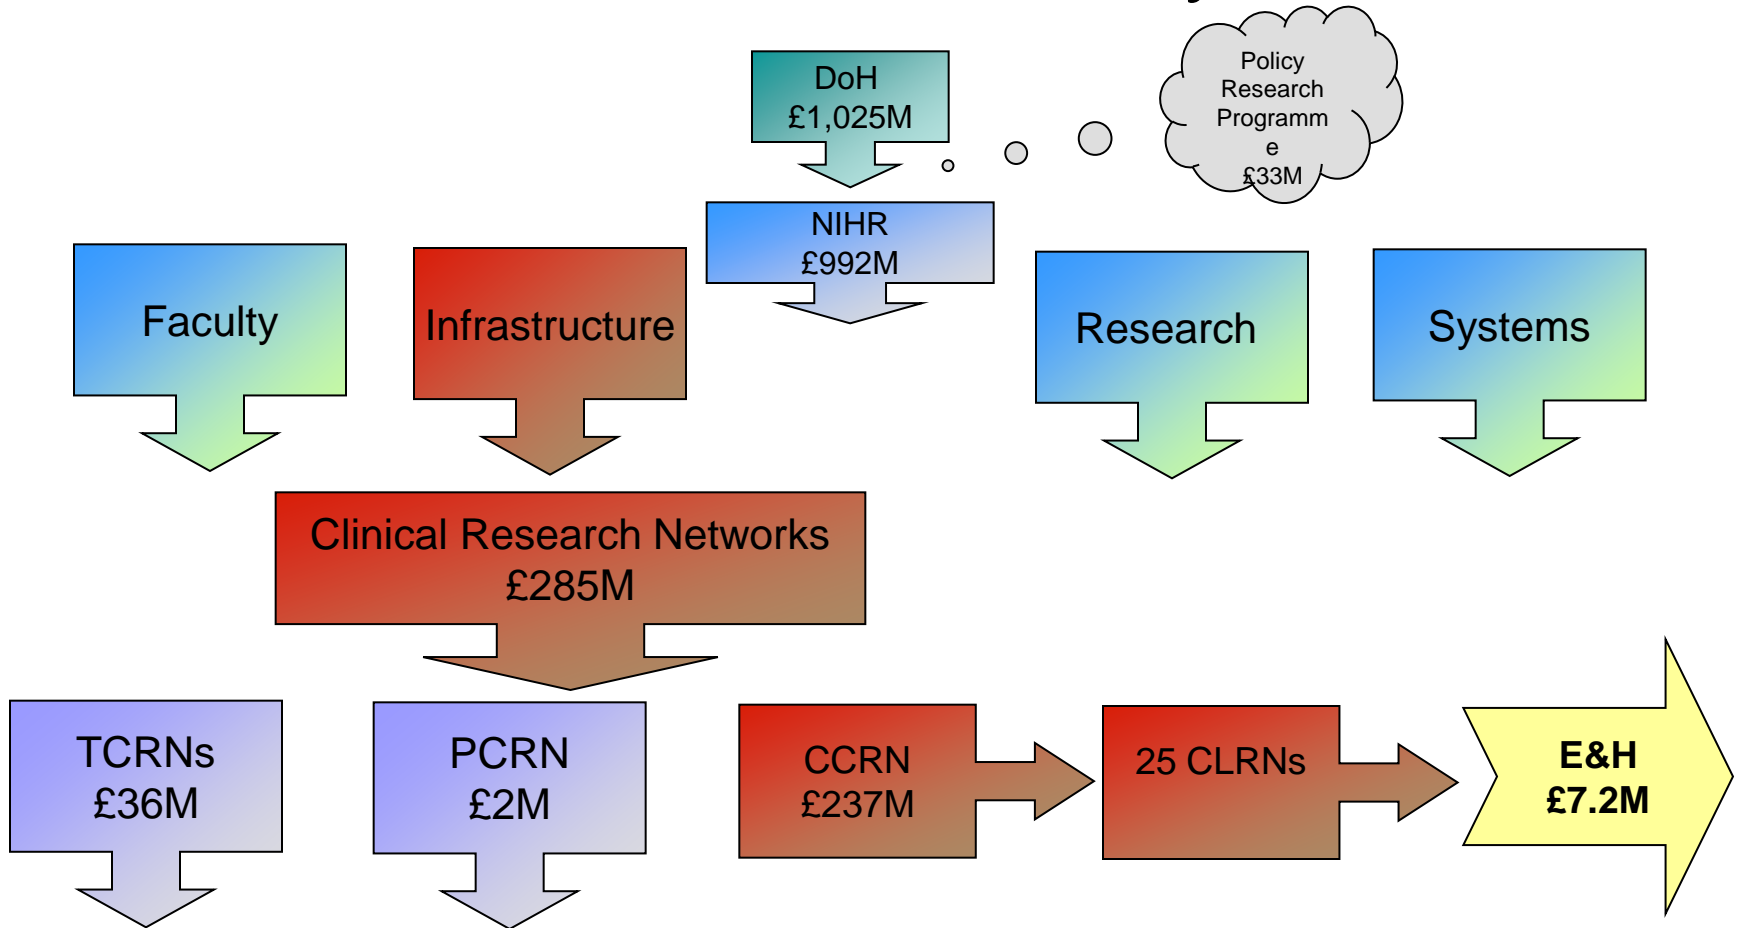 DoH
£1,025M
Policy
Research
Programm
e
£33M
NIHR
£992M
Faculty
Infrastructure
Research
Systems
Clinical Research Networks
£285M
TCRNs
£36M
PCRN
£2M
CCRN
£237M
25 CLRNs
E&H
£7.2M